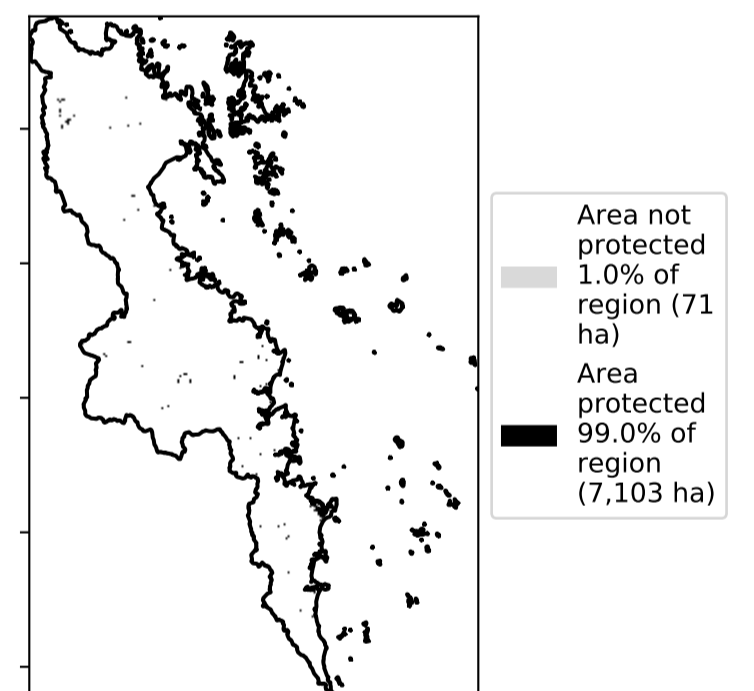 Area not
protected
1.0% of
region (71
ha)
Area
protected
99.0% of
region
(7,103 ha)